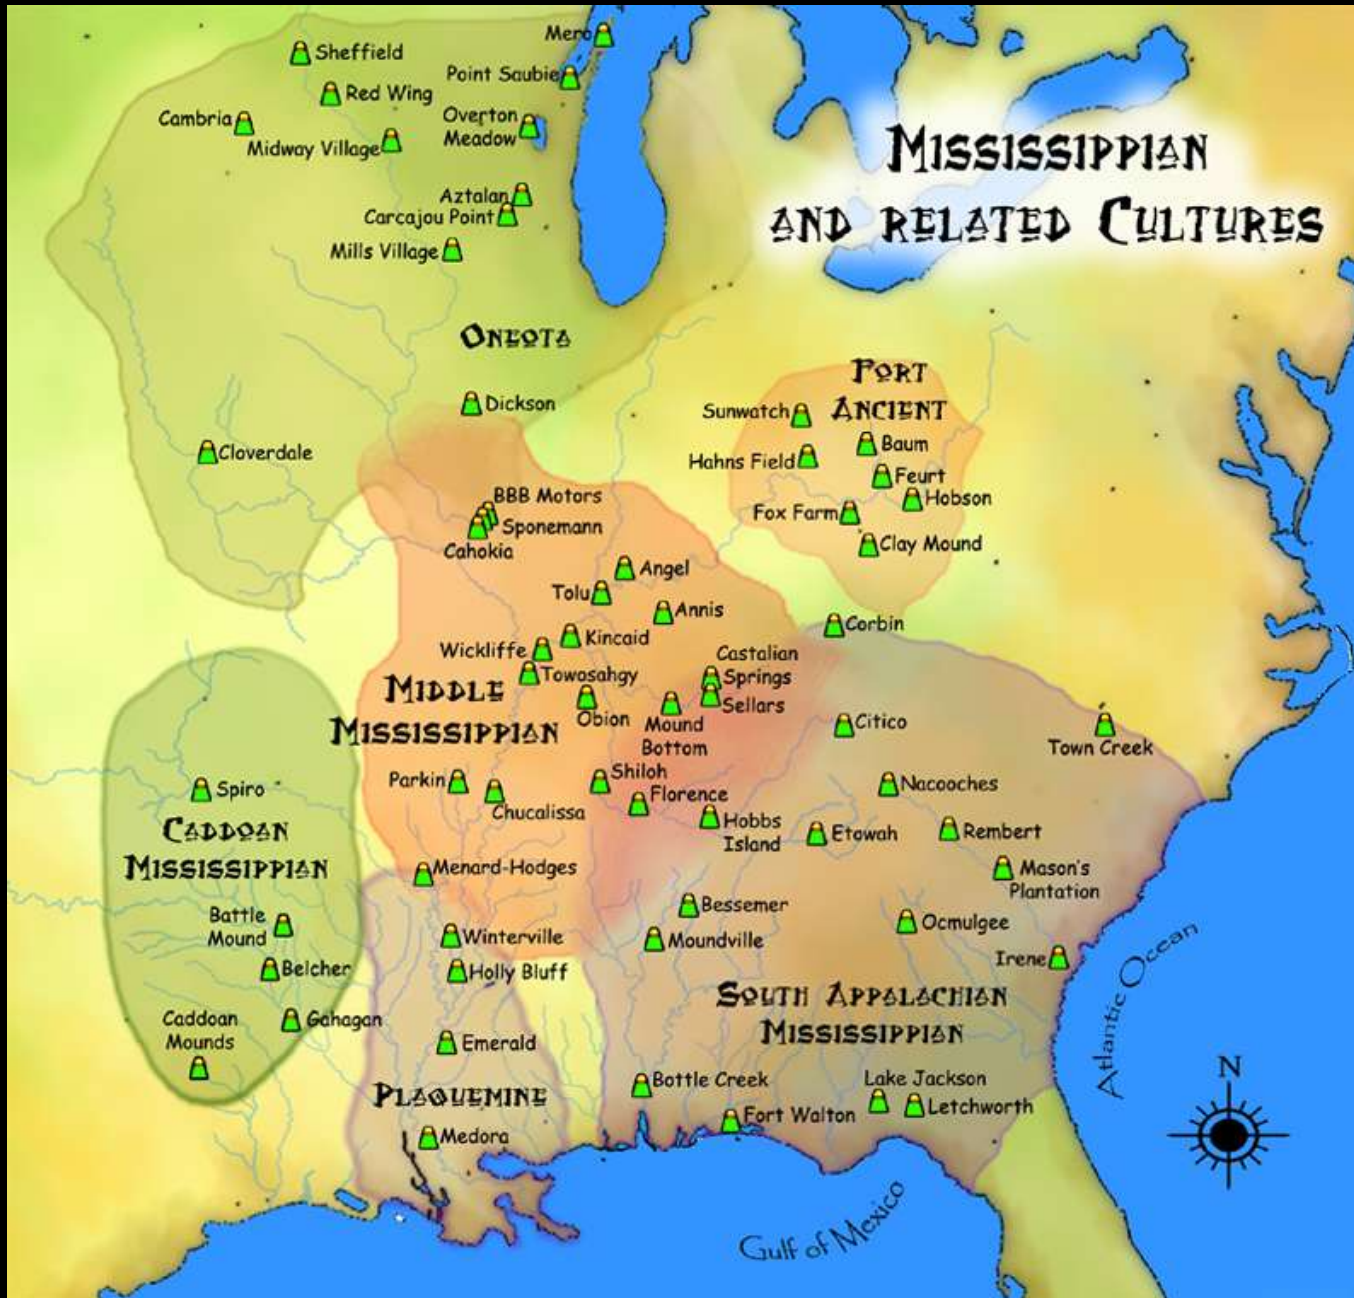 Mero
Sheffield
Point Saubie
Red Wing
Overton
Meadow
Cambria
Midway Village
Mississippian
and related Cultures
Aztalan
Carcajou Point
Mills Village
Oneota
Fort
Ancient
Dickson
Sunwatch
Baum
Cloverdale
Hahns Field
Feurt
BBB Motors
Hobson
Fox Farm
Sponemann
Cahokia
Clay Mound
Angel
Tolu
Annis
Corbin
Kincaid
Wickliffe
Castalian
Springs
Towosahgy
Middle
Mississippian
Sellars
Obion
Mound
Bottom
Citico
Town Creek
Shiloh
Parkin
Spiro
Nacooches
Florence
Chucalissa
Hobbs
Island
Etowah
Rembert
Caddoan
Mississippian
Menard-Hodges
Mason's
Plantation
Bessemer
Battle
Mound
Ocmulgee
Winterville
Moundville
Irene
Belcher
Holly Bluff
South Appalachian
Mississippian
Atlantic Ocean
Caddoan
Mounds
Gahagan
Emerald
N
Bottle Creek
Lake Jackson
Plaquemine
Letchworth
Fort Walton
Medora
Gulf of Mexico